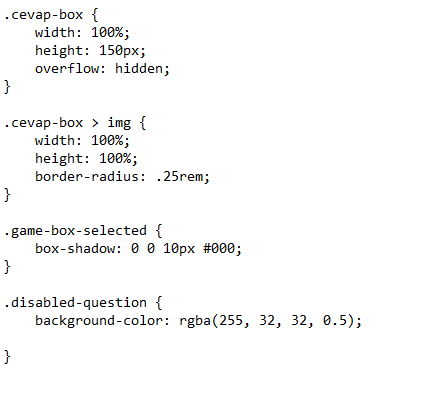 .cevap-box {
    width: 100%;
    height: 150px;
    overflow: hidden;
}

.cevap-box > img {
    width: 100%;
    height: 100%;
    border-radius: .25rem;
}

.game-box-selected {
    box-shadow: 0 0 10px #000;
}

.disabled-question {
    background-color: rgba(255, 32, 32, 0.5);

}